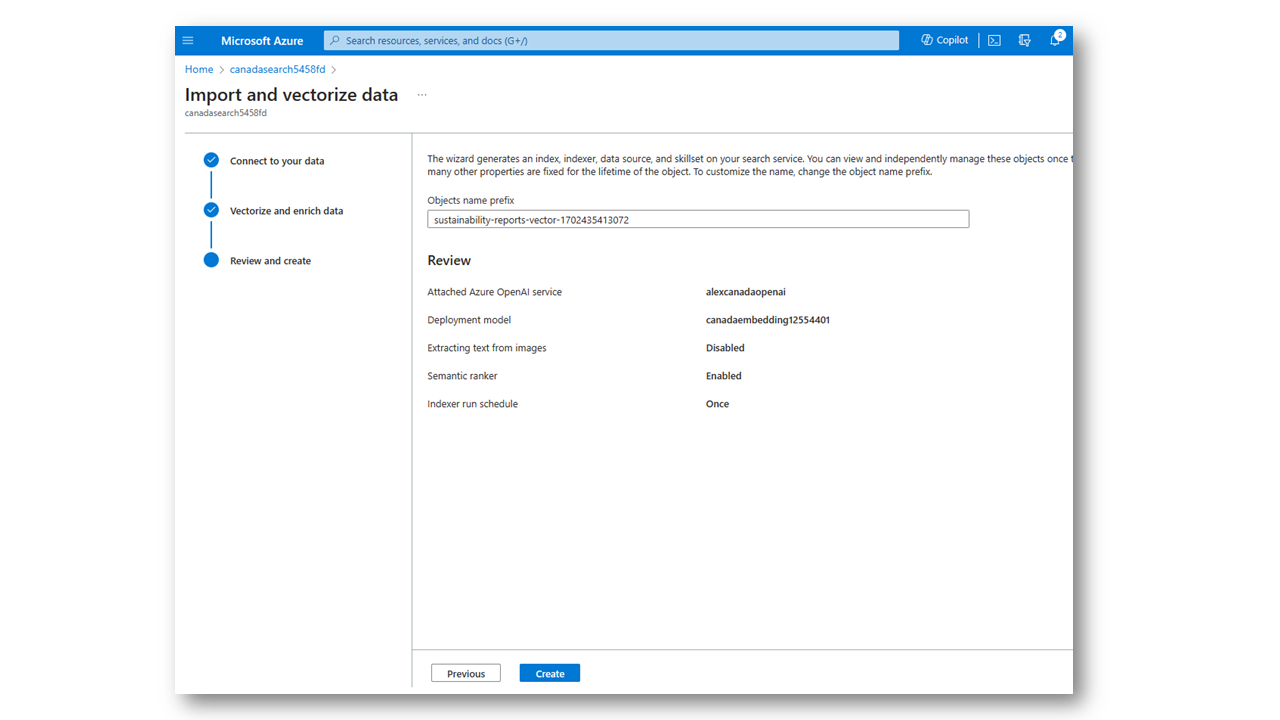 Microsoft Azure
Search resources, services, and docs (G+/)
Copilot
2
Home > canadasearch5458fd >
Import and vectorize data ...
canadasearch5458fd
Connect to your data
Vectorize and enrich data
Review and create
The wizard generates an index, indexer, data source, and skillset on your search service. You can view and independently manage these objects once
many other properties are fixed for the lifetime of the object. To customize the name, change the object name prefix.
Objects name prefix
sustainability-reports-vector-1702435413072
Review
Attached Azure OpenAI service alexcanadaopenai
Deployment model canadaembedding12554401
Extracting text from images Disabled
Semantic ranker Enabled
Indexer run schedule Once
Previous Create